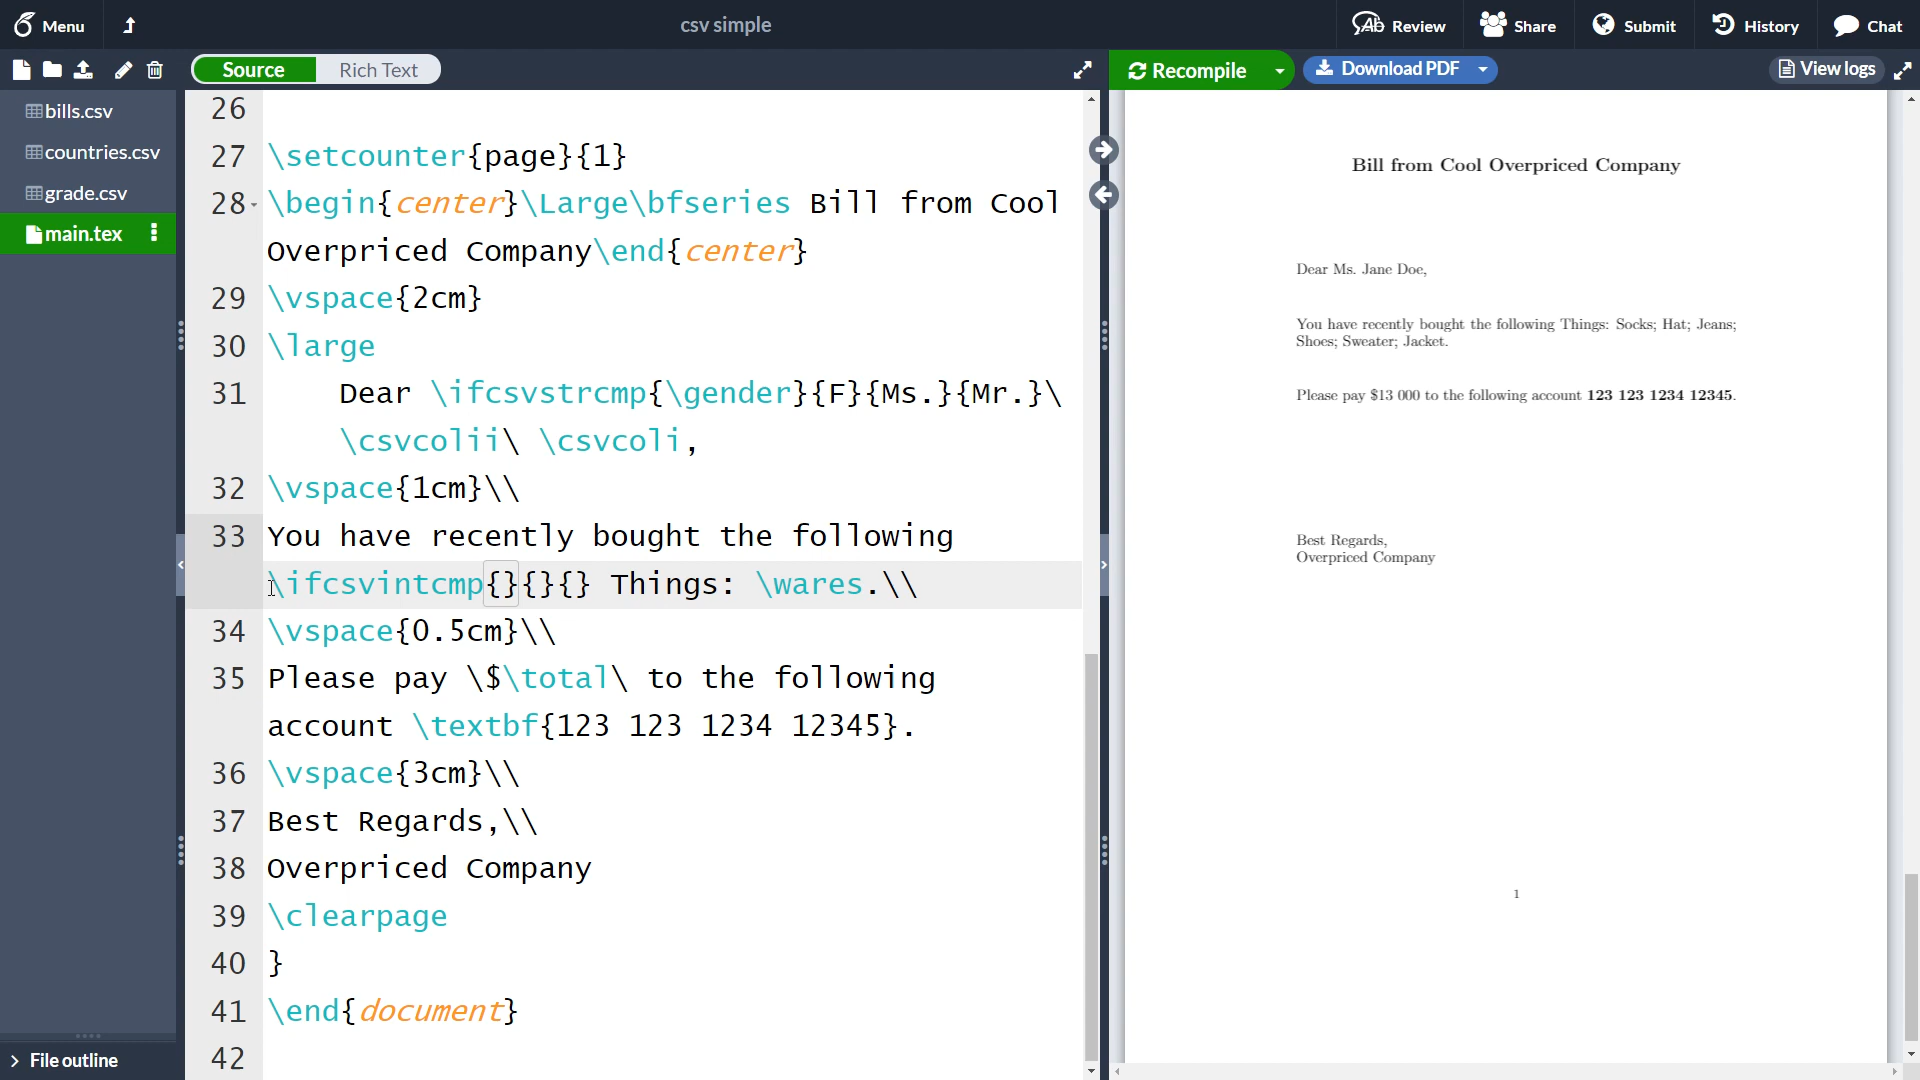 Menu
csv simple
Review
Share
Submit
History
Chat
Source
Rich Text
Recompile
Download PDF
View logs
bills.csv
countries.csv
grade.csv
main.tex
File outline
26
27 \setcounter{page}{1}
28 \begin{center}\Large\bfseries Bill from Cool
Overpriced Company\end{center}
29 \vspace{2cm}
30 \large
31 Dear \ifcsvstrcmp{\gender}{F}{Ms.}{Mr.}\
\csvcolii\ \csvcoli,
32 \vspace{1cm}\\
33 You have recently bought the following
\ifcsvintcmp{}{}{} Things: \wares.\\
34 \vspace{0.5cm}\\
35 Please pay \$\total\ to the following
account \textbf{123 123 1234 12345}.
36 \vspace{3cm}\\
37 Best Regards,\\
38 Overpriced Company
39 \clearpage
40 }
41 \end{document}
42
Bill from Cool Overpriced Company
Dear Ms. Jane Doe,
You have recently bought the following Things: Socks; Hat; Jeans;
Shoes; Sweater; Jacket.
Please pay $13 000 to the following account 123 123 1234 12345.
Best Regards,
Overpriced Company
1